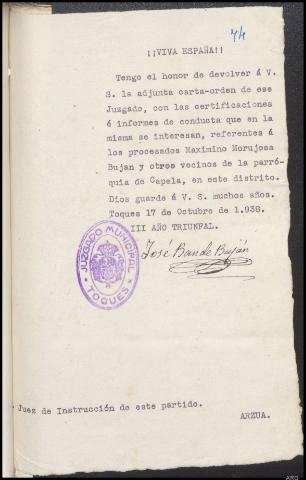 74
¡¡VIVA ESPAÑA!!
Tengo el honor de devolver á V.
S. la adjunta carta-orden de ese
Juzgado, con las certificaciones
é informes de conducta que en la
misma se interesan, referentes á
los procesados Maximino Morujosa
Bujan y otros vecinos de la parró-
quia de Capela, en este distrito.
Dios guarde á V. S. muchos años.
Toques 17 de Octubre de 1.938.
III AÑO TRIUNFAL.
José Bande Buján
JUZGADO MUNICIPAL
TOQUES
Juez de Instrucción de este partido.
ARZUA.